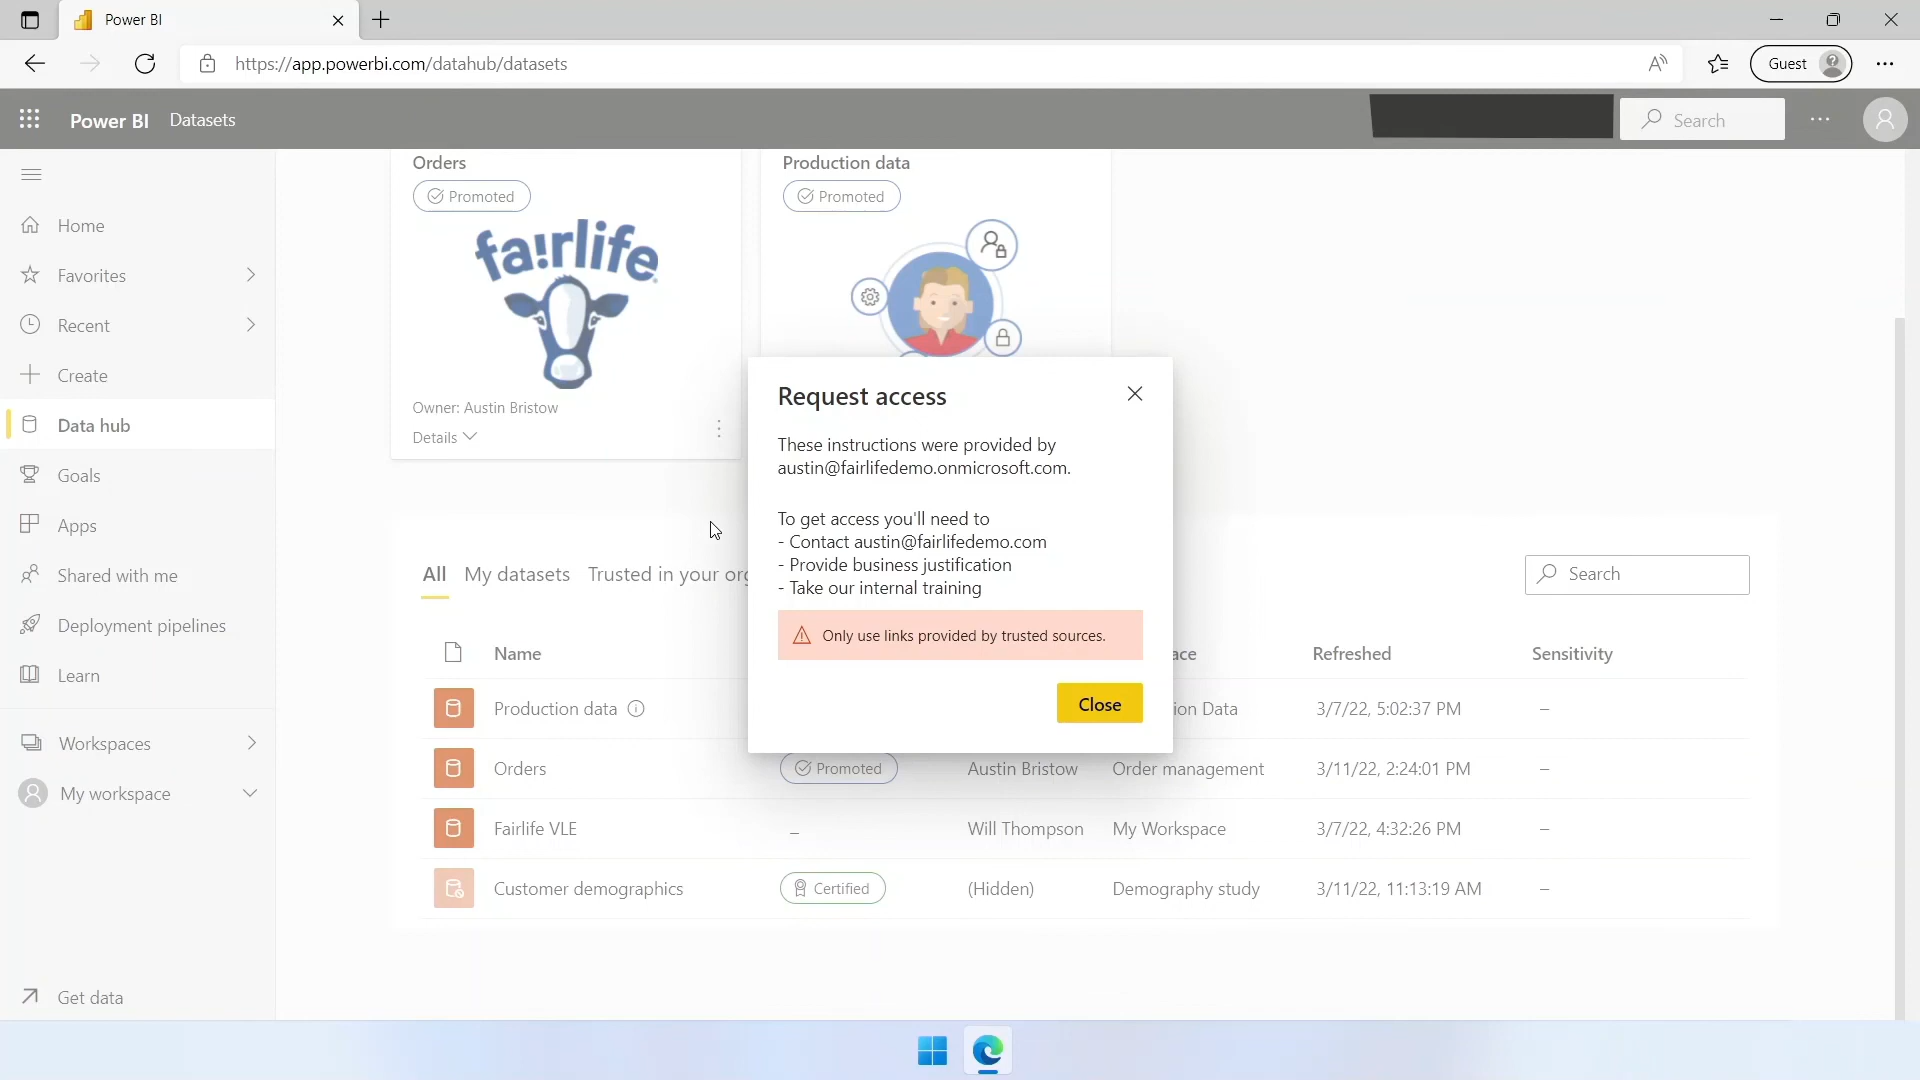 Power BI
https://app.powerbi.com/datahub/datasets
Guest
Power BI Datasets
Search
Home
Favorites
Recent
Create
Data hub
Goals
Apps
Shared with me
Deployment pipelines
Learn
Workspaces
My workspace
Get data
Orders
Promoted
fa!rlife
Owner: Austin Bristow
Details
Production data
Promoted
Request access
These instructions were provided by
austin@fairlifedemo.onmicrosoft.com.
To get access you'll need to
- Contact austin@fairlifedemo.com
- Provide business justification
- Take our internal training
Only use links provided by trusted sources.
Close
All My datasets Trusted in your
Search
Name Refreshed Sensitivity
Production data Data 3/7/22, 5:02:37 PM –
Orders Promoted Austin Bristow Order management 3/11/22, 2:24:01 PM –
Fairlife VLE – Will Thompson My Workspace 3/7/22, 4:32:26 PM –
Customer demographics Certified (Hidden) Demography study 3/11/22, 11:13:19 AM –